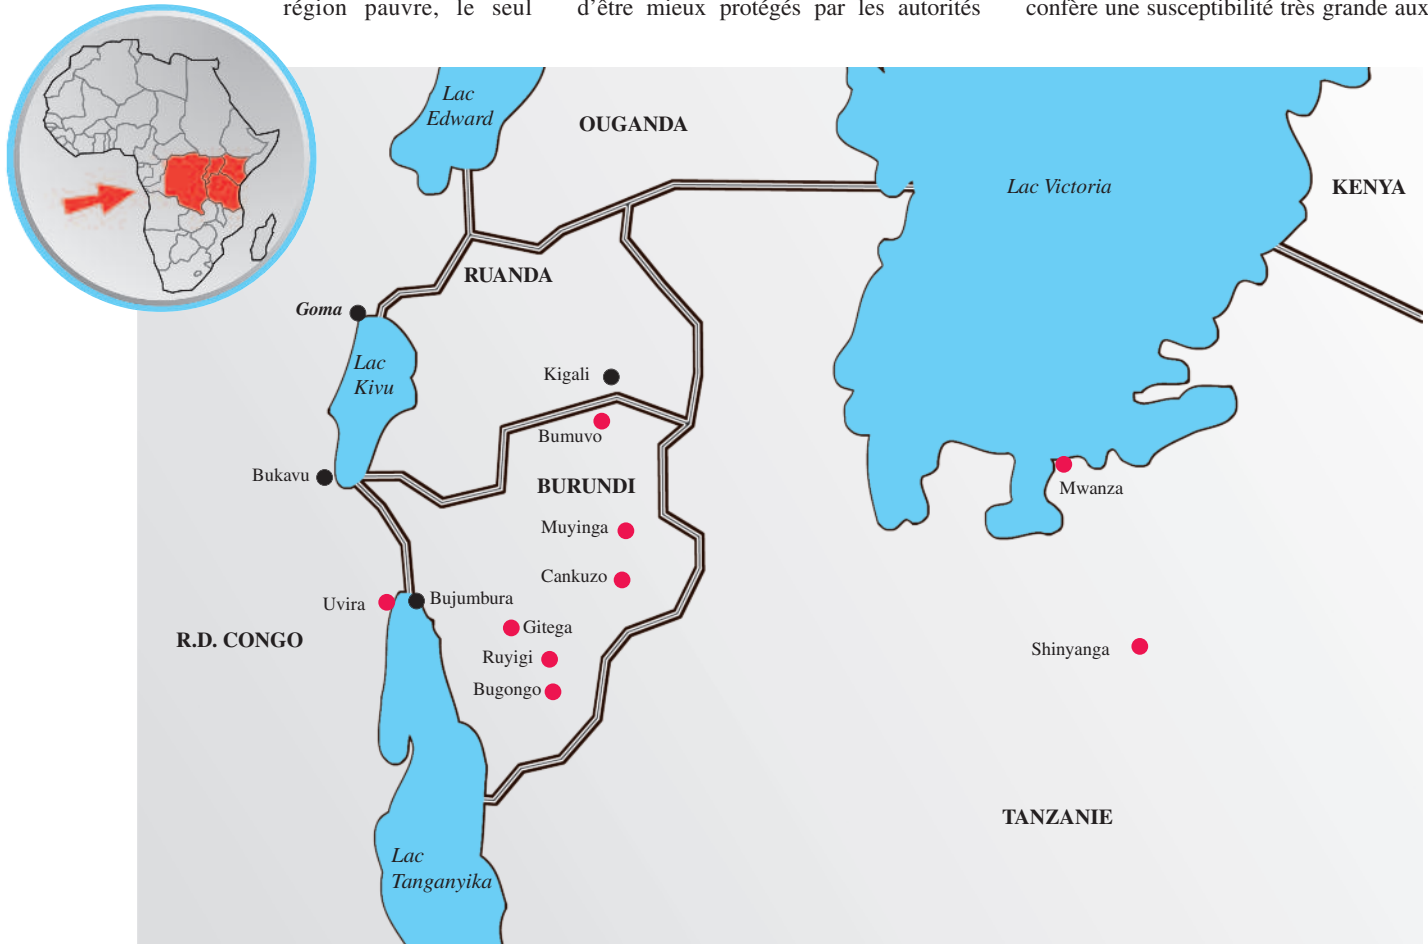 région pauvre, le seul
d'être mieux protégés par les autorités
confère une susceptibilité très grande aux
Lac
Edward
OUGANDA
Lac Victoria
KENYA
RUANDA
Goma
Lac
Kivu
Kigali
Bumuvo
Bukavu
BURUNDI
Mwanza
Muyinga
Cankuzo
Uvira
Bujumbura
Gitega
R.D. CONGO
Shinyanga
Ruyigi
Bugongo
TANZANIE
Lac
Tanganyika